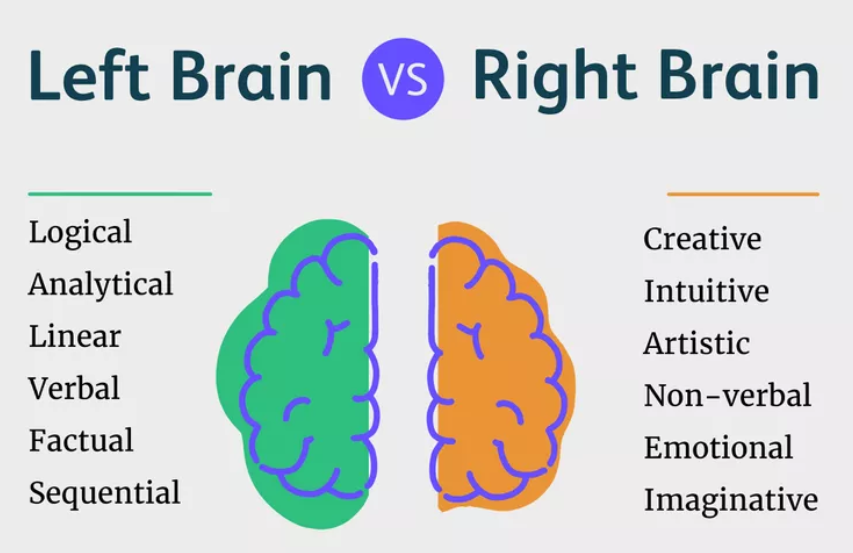 Left Brain VS Right Brain
Logical
Analytical
Linear
Verbal
Factual
Sequential
Creative
Intuitive
Artistic
Non-verbal
Emotional
Imaginative